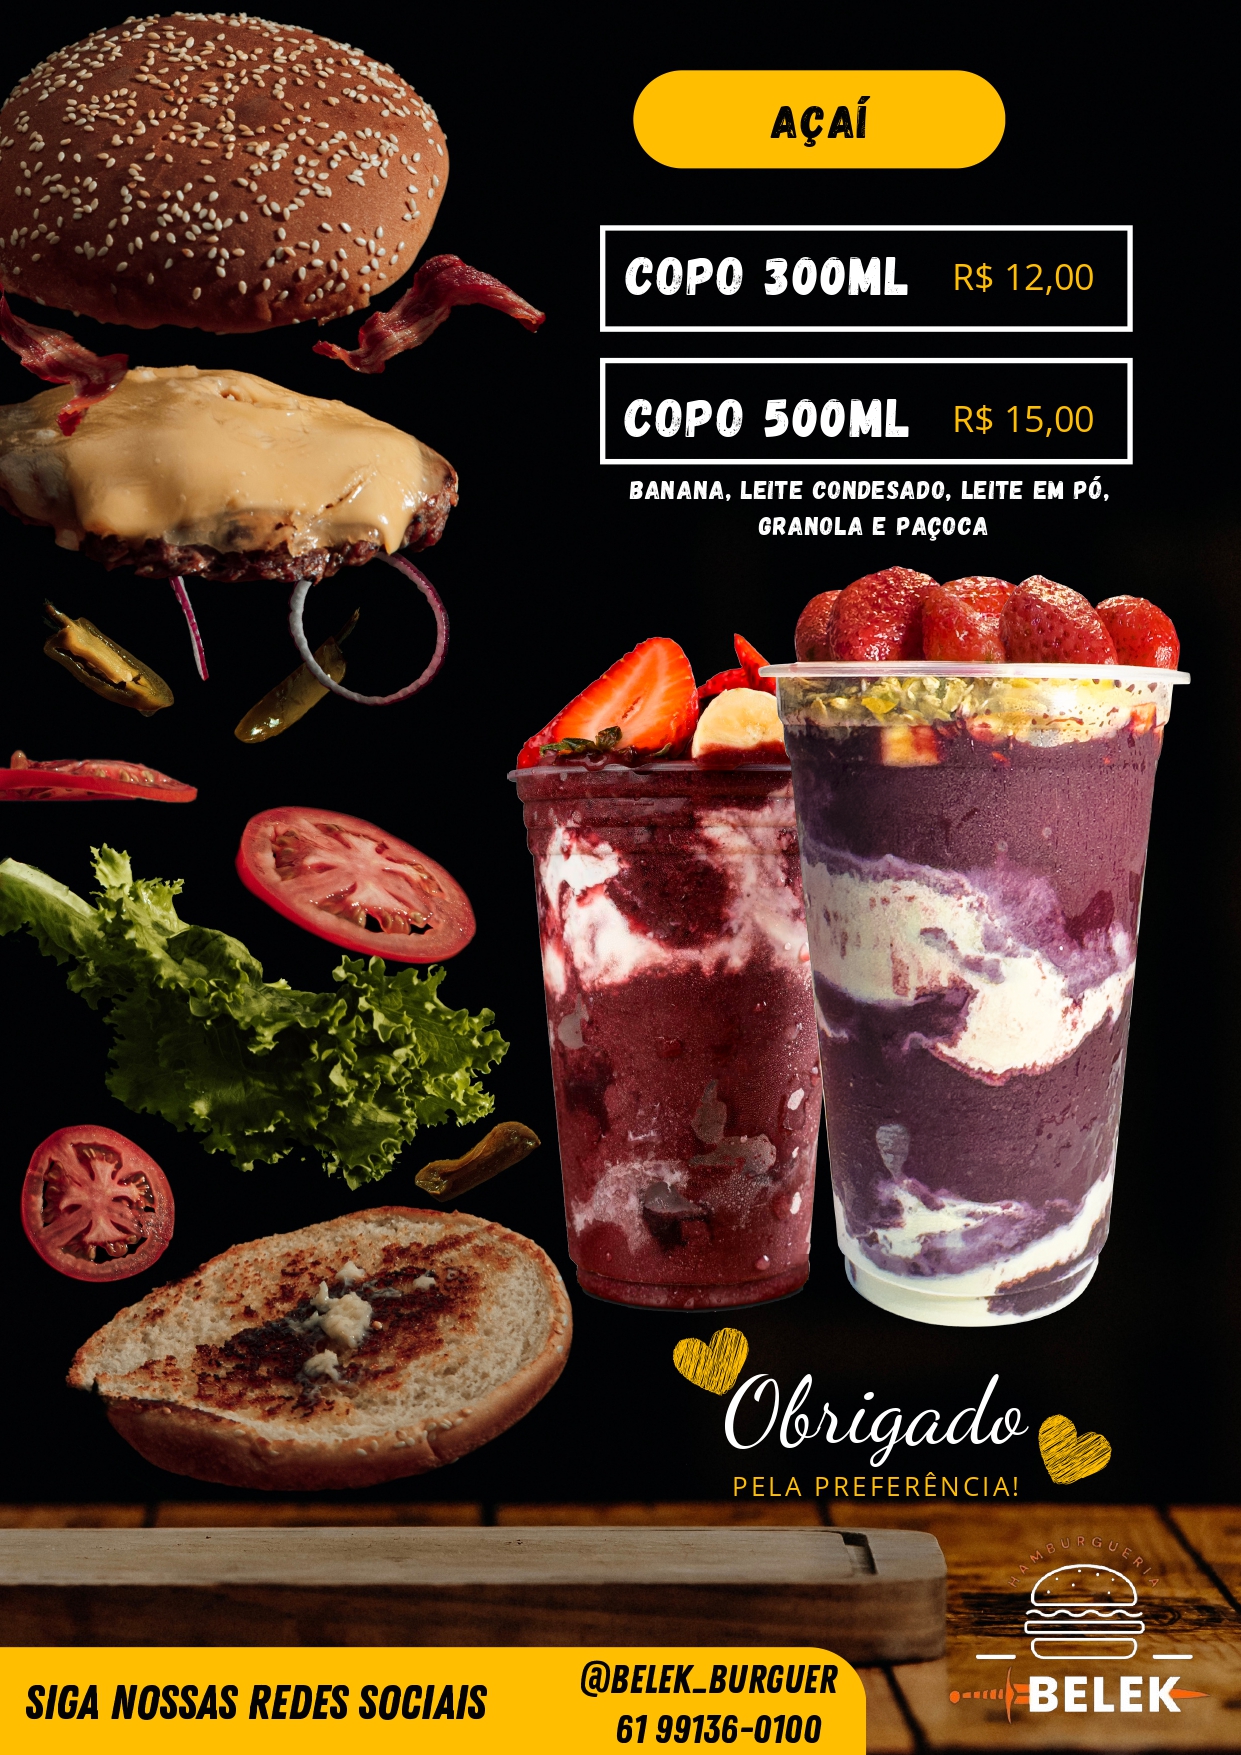 AÇAÍ
COPO 300ML R$ 12,00
COPO 500ML R$ 15,00
BANANA, LEITE CONDESADO, LEITE EM PÓ,
GRANOLA E PAÇOCA
Obrigado
PELA PREFERÊNCIA!
HAMBURGUERIA
BELEK
SIGA NOSSAS REDES SOCIAIS
@BELEK_BURGUER
61 99136-0100